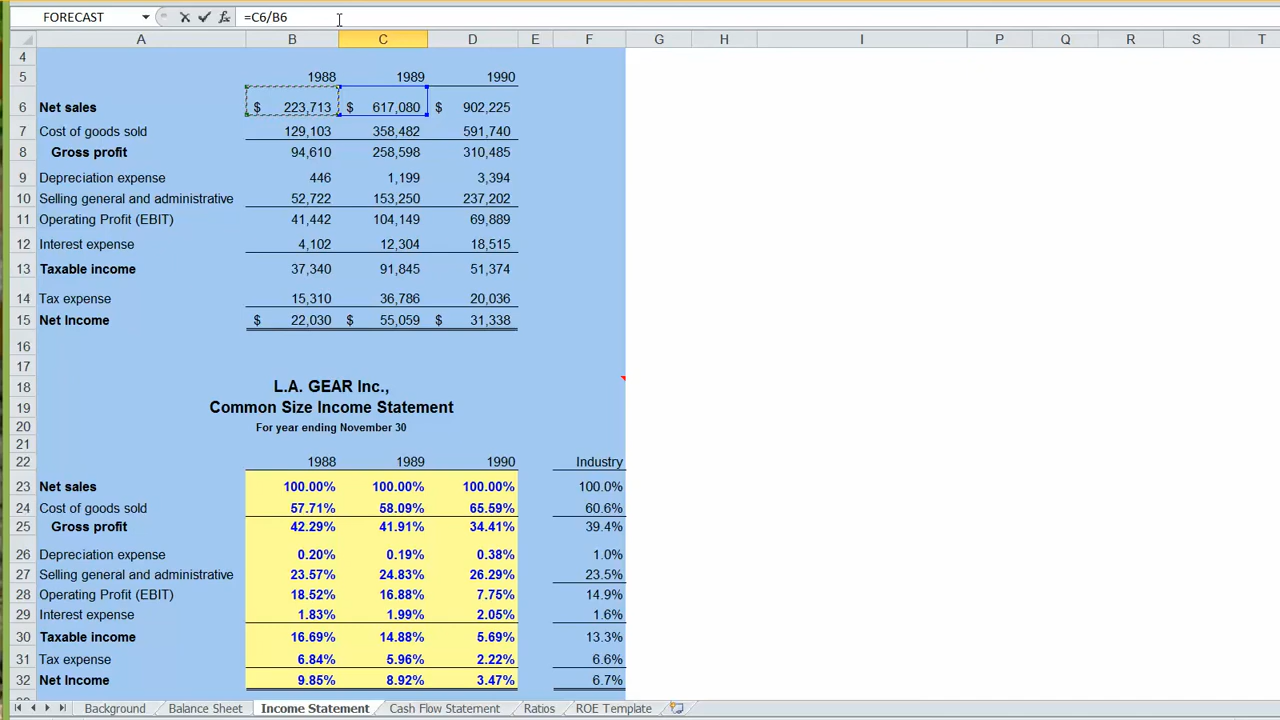 FORECAST =C6/B6
A B C D E F G H I P Q R S T
4
5 1988 1989 1990
6 Net sales $ 223,713 $ 617,080 $ 902,225
7 Cost of goods sold 129,103 358,482 591,740
8 Gross profit 94,610 258,598 310,485
9 Depreciation expense 446 1,199 3,394
10 Selling general and administrative 52,722 153,250 237,202
11 Operating Profit (EBIT) 41,442 104,149 69,889
12 Interest expense 4,102 12,304 18,515
13 Taxable income 37,340 91,845 51,374
14 Tax expense 15,310 36,786 20,036
15 Net Income $ 22,030 $ 55,059 $ 31,338
16
17
18 L.A. GEAR Inc.,
19 Common Size Income Statement
20 For year ending November 30
21
22 1988 1989 1990 Industry
23 Net sales 100.00% 100.00% 100.00% 100.0%
24 Cost of goods sold 57.71% 58.09% 65.59% 60.6%
25 Gross profit 42.29% 41.91% 34.41% 39.4%
26 Depreciation expense 0.20% 0.19% 0.38% 1.0%
27 Selling general and administrative 23.57% 24.83% 26.29% 23.5%
28 Operating Profit (EBIT) 18.52% 16.88% 7.75% 14.9%
29 Interest expense 1.83% 1.99% 2.05% 1.6%
30 Taxable income 16.69% 14.88% 5.69% 13.3%
31 Tax expense 6.84% 5.96% 2.22% 6.6%
32 Net Income 9.85% 8.92% 3.47% 6.7%
Background Balance Sheet Income Statement Cash Flow Statement Ratios ROE Template